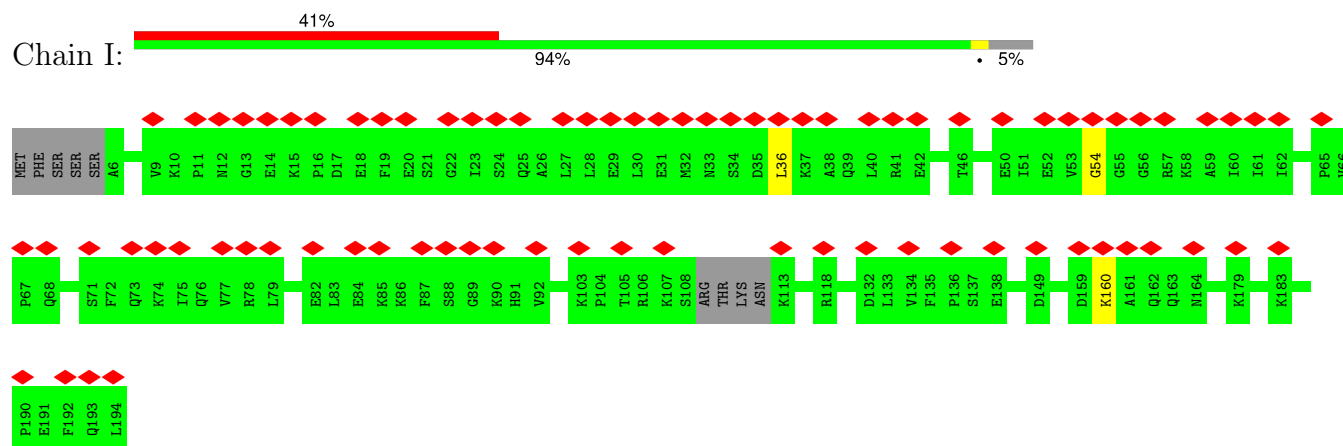 41%
Chain I:
94% • 5%
MET PHE SER SER SER A6 V9 K10 P11 N12 G13 E14 K15 P16 D17 E18 F19 E20 S21 G22 I23 S24 Q25 A26 L27 L28 E29 L30 E31 M32 N33 S34 D35 L36 K37 A38 Q39 L40 R41 E42 T46 E50 I51 E52 V53 G54 G55 G56 R57 K58 A59 I60 I61 I62 P65
P67 Q68 S71 F72 Q73 K74 I75 Q76 V77 R78 L79 E82 L83 E84 K85 K86 F87 S88 G89 K90 H91 V92 K103 P104 T105 R106 K107 S108 ARG THR LYS ASN K113 R118 D132 L133 V134 F135 P136 S137 E138 D149 D159 K160 A161 Q162 Q163 N164 K179 K183
P190 E191 F192 Q193 L194